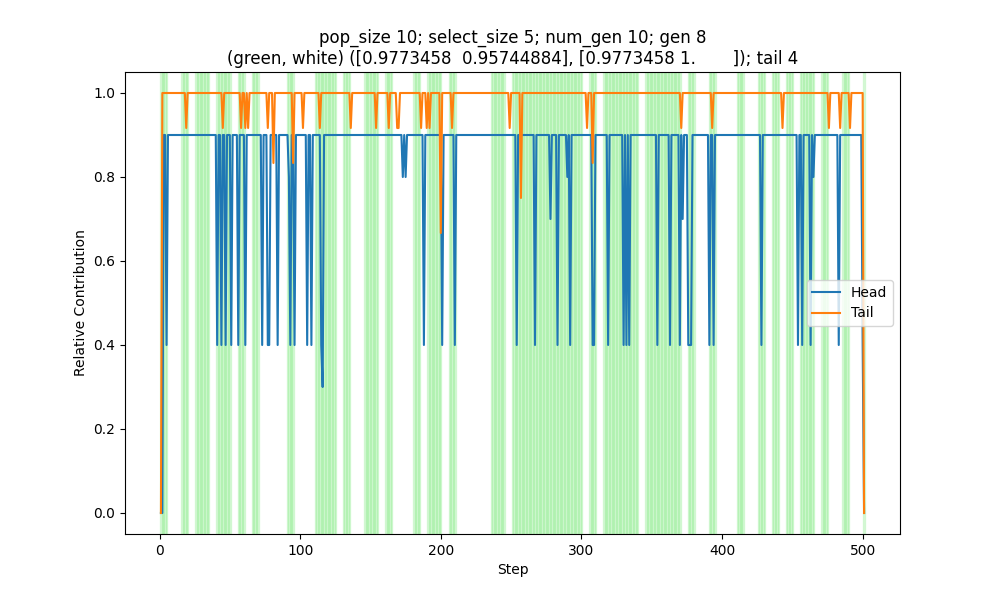 pop_size 10; select_size 5; num_gen 10; gen 8
(green, white) ([0.9773458  0.95744884], [0.9773458 1.        ]); tail 4
1.0
0.8
0.6
0.4
0.2
0.0
Relative Contribution
Head
Tail
0
100
200
300
400
500
Step